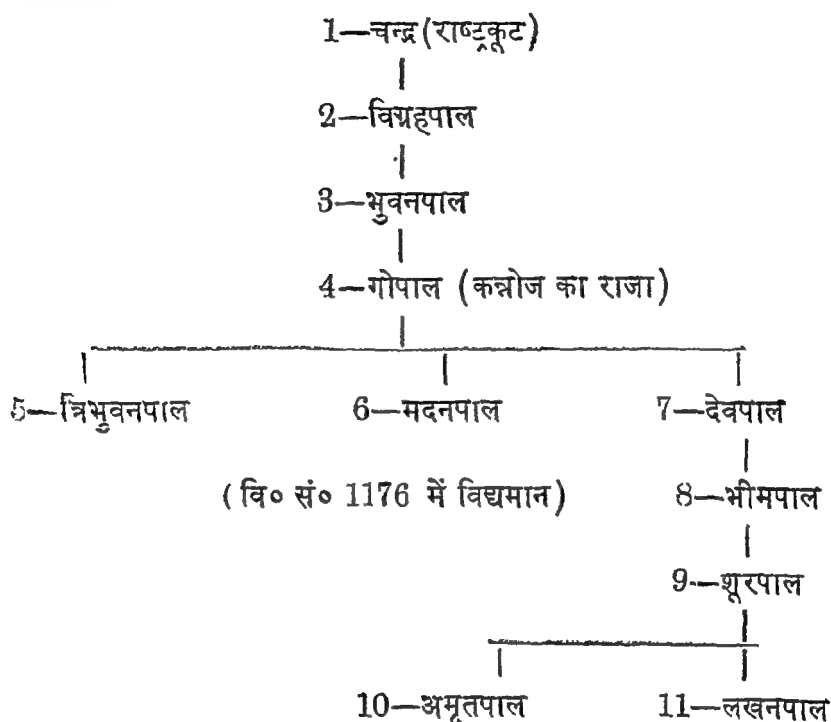 1—चन्द्र (राष्ट्रकूट)
2—विग्रहपाल
3—भुवनपाल
4—गोपाल (कन्नोज का राजा)
5—त्रिभुवनपाल 6—मदनपाल 7—देवपाल
(वि० सं० 1176 में विद्यमान) 8—भीमपाल
9—शूरपाल
10—अमृतपाल 11—लखनपाल